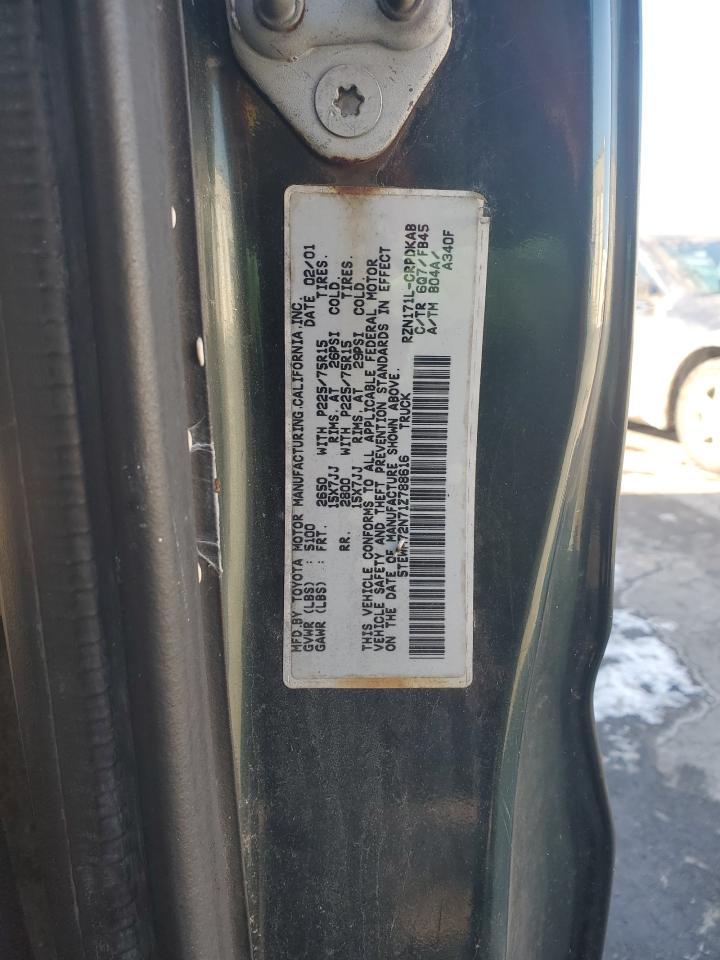 MFD.BY TOYOTA MOTOR MANUFACTURING.CALIFORNIA.INC. DATE 02/01
GVWR (LBS) : 5100
GAWR (LBS) : FRT. 2650 WITH P225/75R15 TIRES.
15X7JJ RIMS. AT 26PSI COLD.
RR. 2800 WITH P225/75R15 TIRES.
15X7JJ RIMS. AT 29PSI COLD.
THIS VEHICLE CONFORMS TO ALL APPLICABLE FEDERAL MOTOR
VEHICLE SAFETY AND THEFT PREVENTION STANDARDS IN EFFECT
ON THE DATE OF MANUFACTURE SHOWN ABOVE.
5TEWM72N71Z788616 TRUCK
RZN171L-CRPDKAB
C/TR 6Q7/FB45
A/TM B04A/
A340F